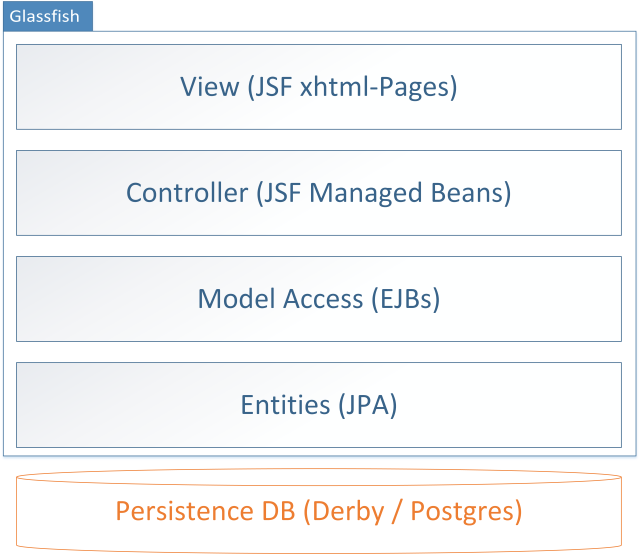 Glassfish
View (JSF xhtml-Pages)
Controller (JSF Managed Beans)
Model Access (EJBs)
Entities (JPA)
Persistence DB (Derby / Postgres)